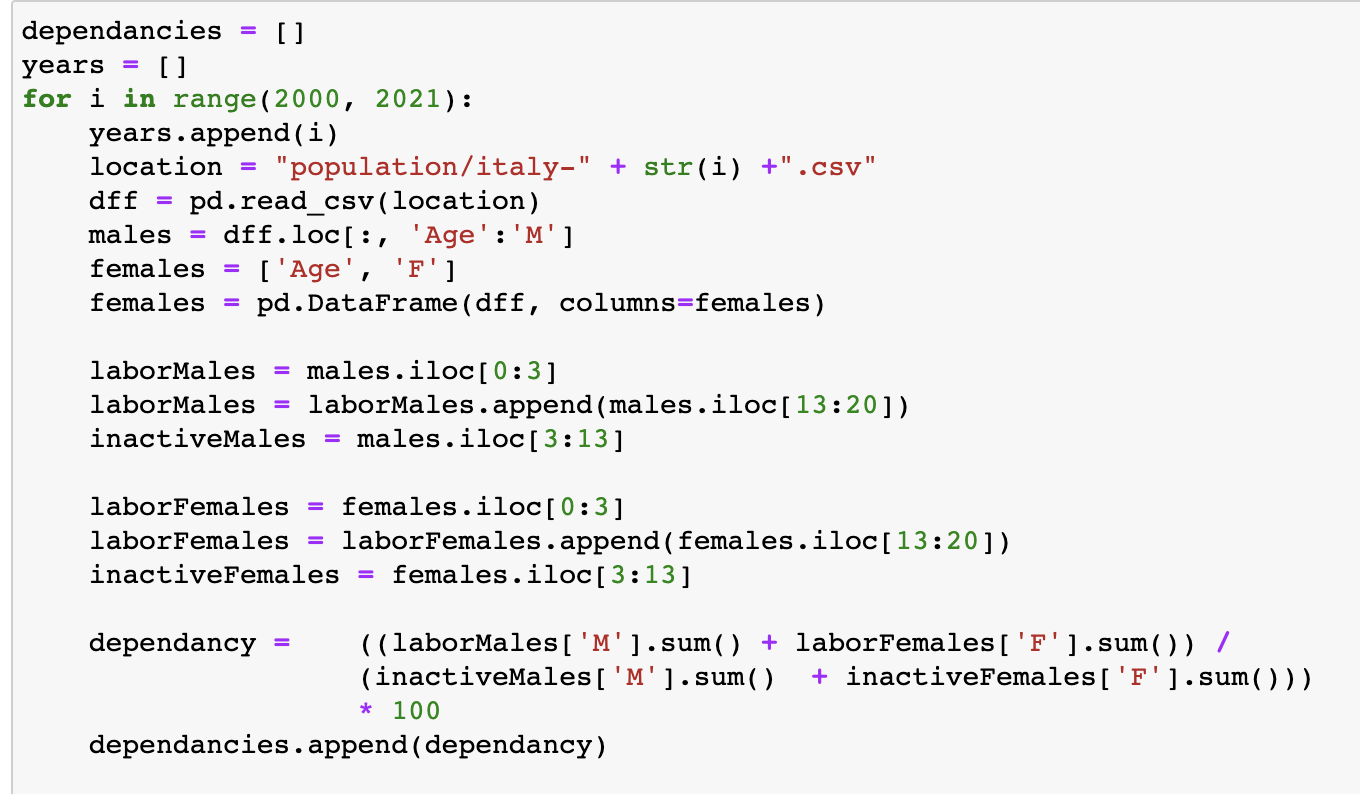 dependancies = []
years = []
for i in range(2000, 2021):
    years.append(i)
    location = "population/italy-" + str(i) +".csv"
    dff = pd.read_csv(location)
    males = dff.loc[:, 'Age':'M']
    females = ['Age', 'F']
    females = pd.DataFrame(dff, columns=females)

    laborMales = males.iloc[0:3]
    laborMales = laborMales.append(males.iloc[13:20])
    inactiveMales = males.iloc[3:13]

    laborFemales = females.iloc[0:3]
    laborFemales = laborFemales.append(females.iloc[13:20])
    inactiveFemales = females.iloc[3:13]

    dependancy =    ((laborMales['M'].sum() + laborFemales['F'].sum()) /
                    (inactiveMales['M'].sum()  + inactiveFemales['F'].sum()))
                    * 100
    dependancies.append(dependancy)